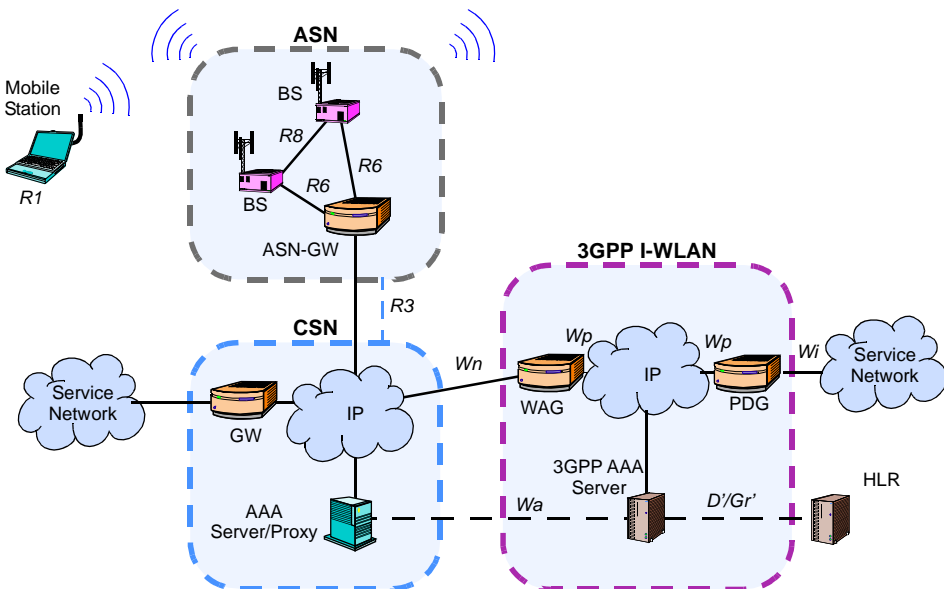 ASN
Mobile
Station
R1
BS
R8
R6
R6
BS
ASN-GW
R3
3GPP I-WLAN
CSN
Service
Network
GW
IP
Wn
WAG
Wp
IP
Wp
PDG
Wi
Service
Network
AAA
Server/Proxy
Wa
3GPP AAA
Server
D'/Gr'
HLR